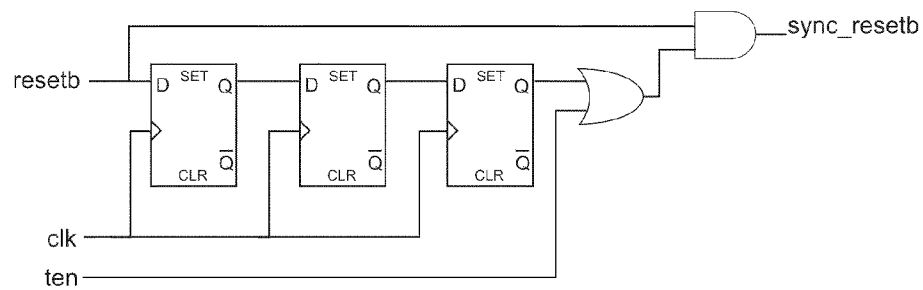 sync_resetb
resetb
D SET Q
Q
CLR
D SET Q
Q
CLR
D SET Q
Q
CLR
clk
ten